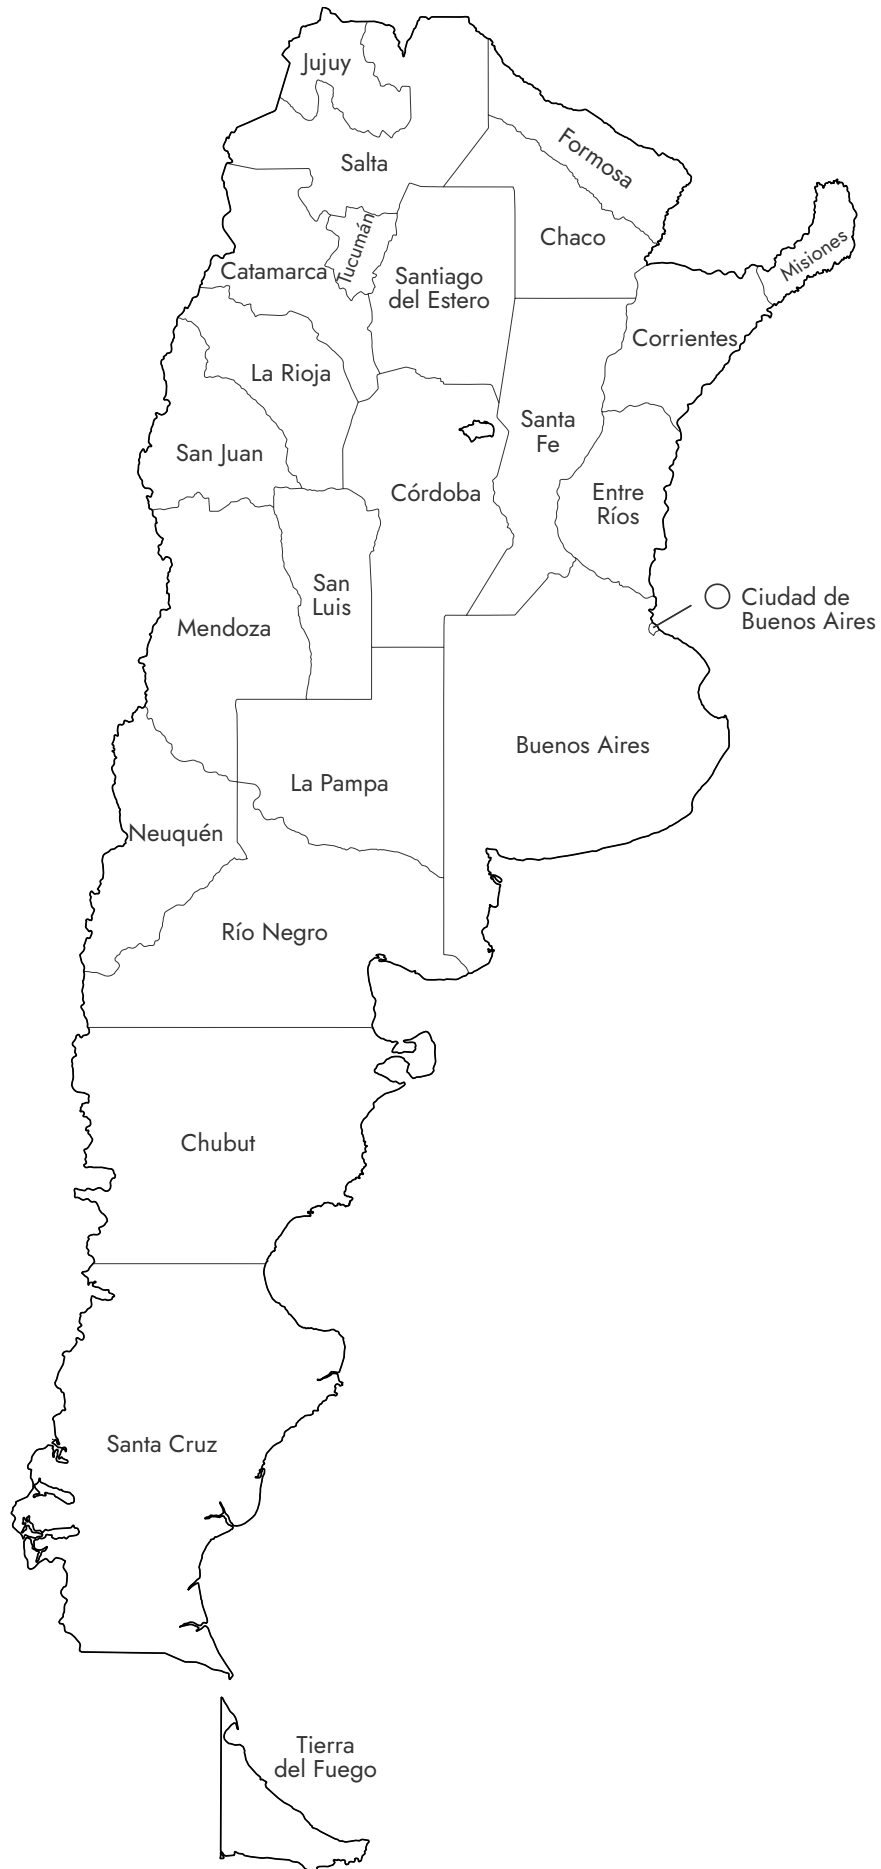 Jujuy
Formosa
Salta
Tucumán
Chaco
Misiones
Catamarca
Santiago
del Estero
Corrientes
La Rioja
Santa
Fe
San Juan
Córdoba
Entre
Ríos
San
Luis
Ciudad de
Buenos Aires
Mendoza
Buenos Aires
La Pampa
Neuquén
Río Negro
Chubut
Santa Cruz
Tierra
del Fuego